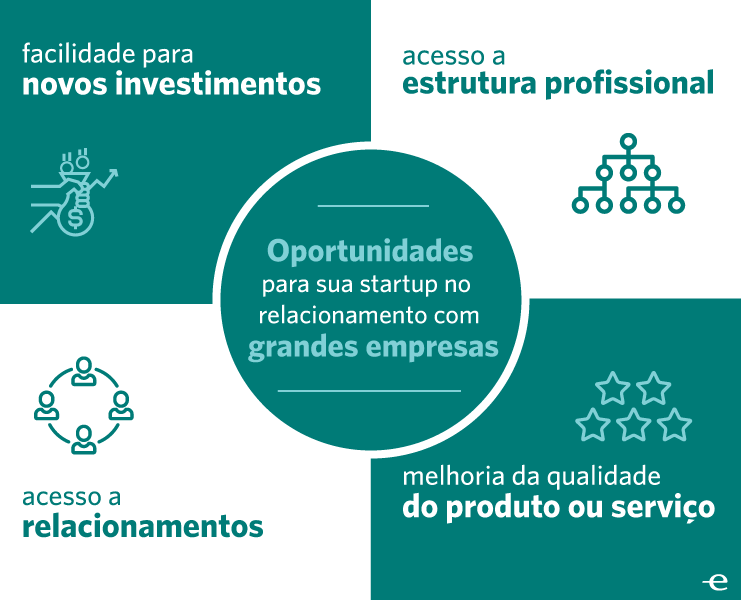 facilidade para
novos investimentos
acesso a
estrutura profissional
$
Oportunidades
para sua startup no
relacionamento com
grandes empresas
acesso a
relacionamentos
melhoria da qualidade
do produto ou serviço
e